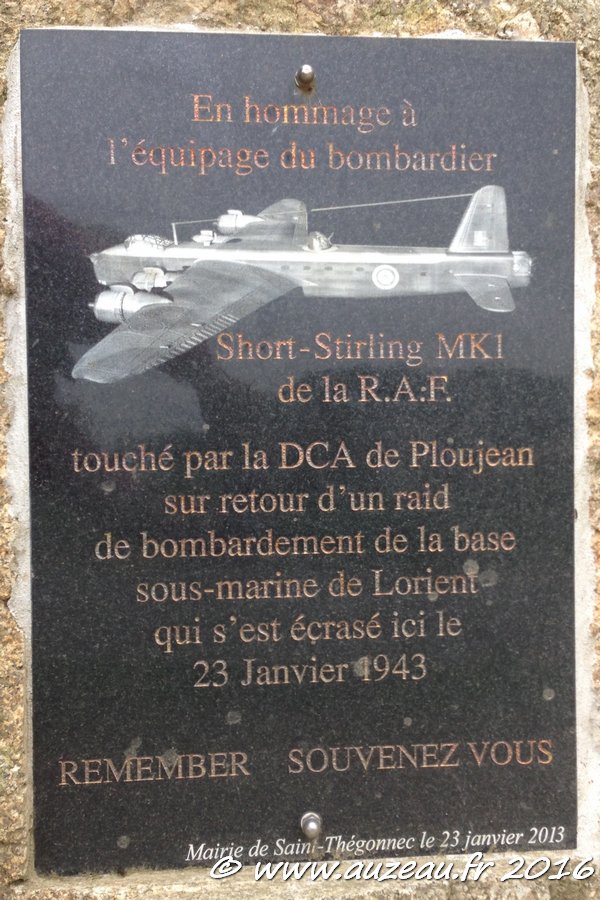 En hommage à
l'équipage du bombardier
Short-Stirling MK1
de la R.A.F.
touché par la DCA de Ploujean
sur retour d'un raid
de bombardement de la base
sous-marine de Lorient
qui s'est écrasé ici le
23 Janvier 1943
REMEMBER SOUVENEZ VOUS
Mairie de Saint-Thégonnec le 23 janvier 2013
© www.auzeau.fr 2016